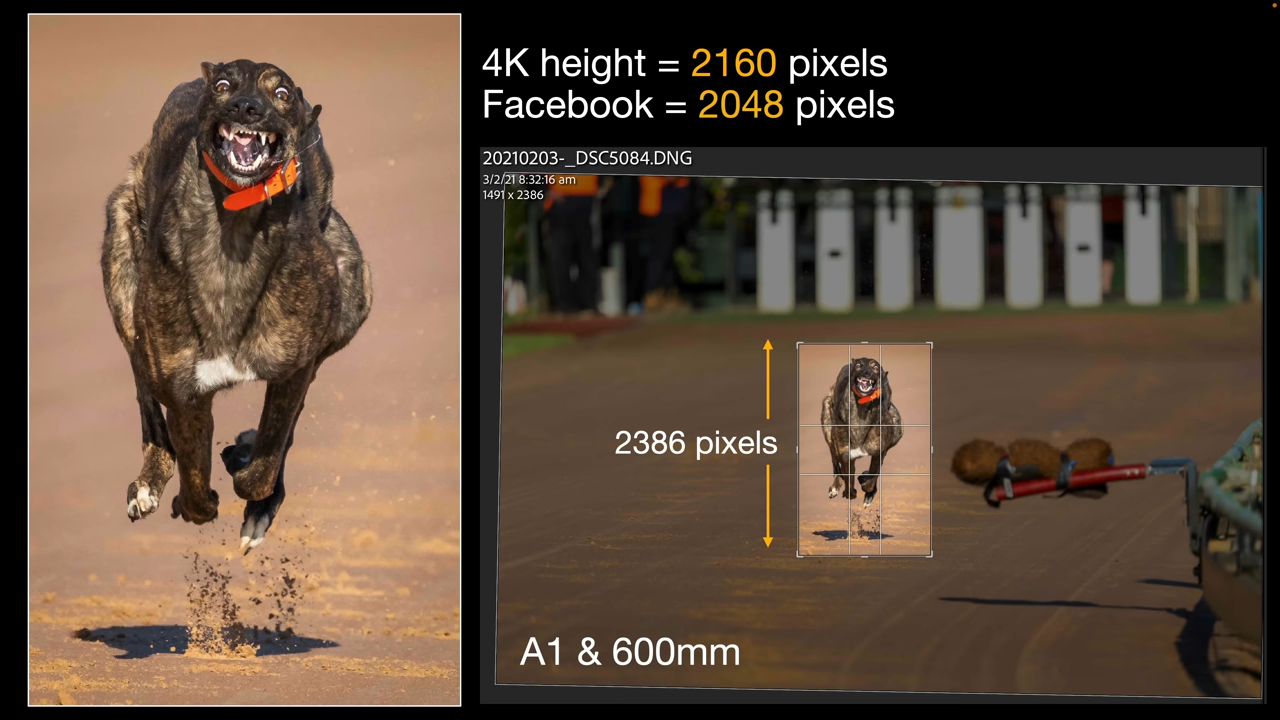 4K height = 2160 pixels
Facebook = 2048 pixels
20210203-_DSC5084.DNG
3/2/21 8:32:16 am
1491 x 2386
2386 pixels
A1 & 600mm